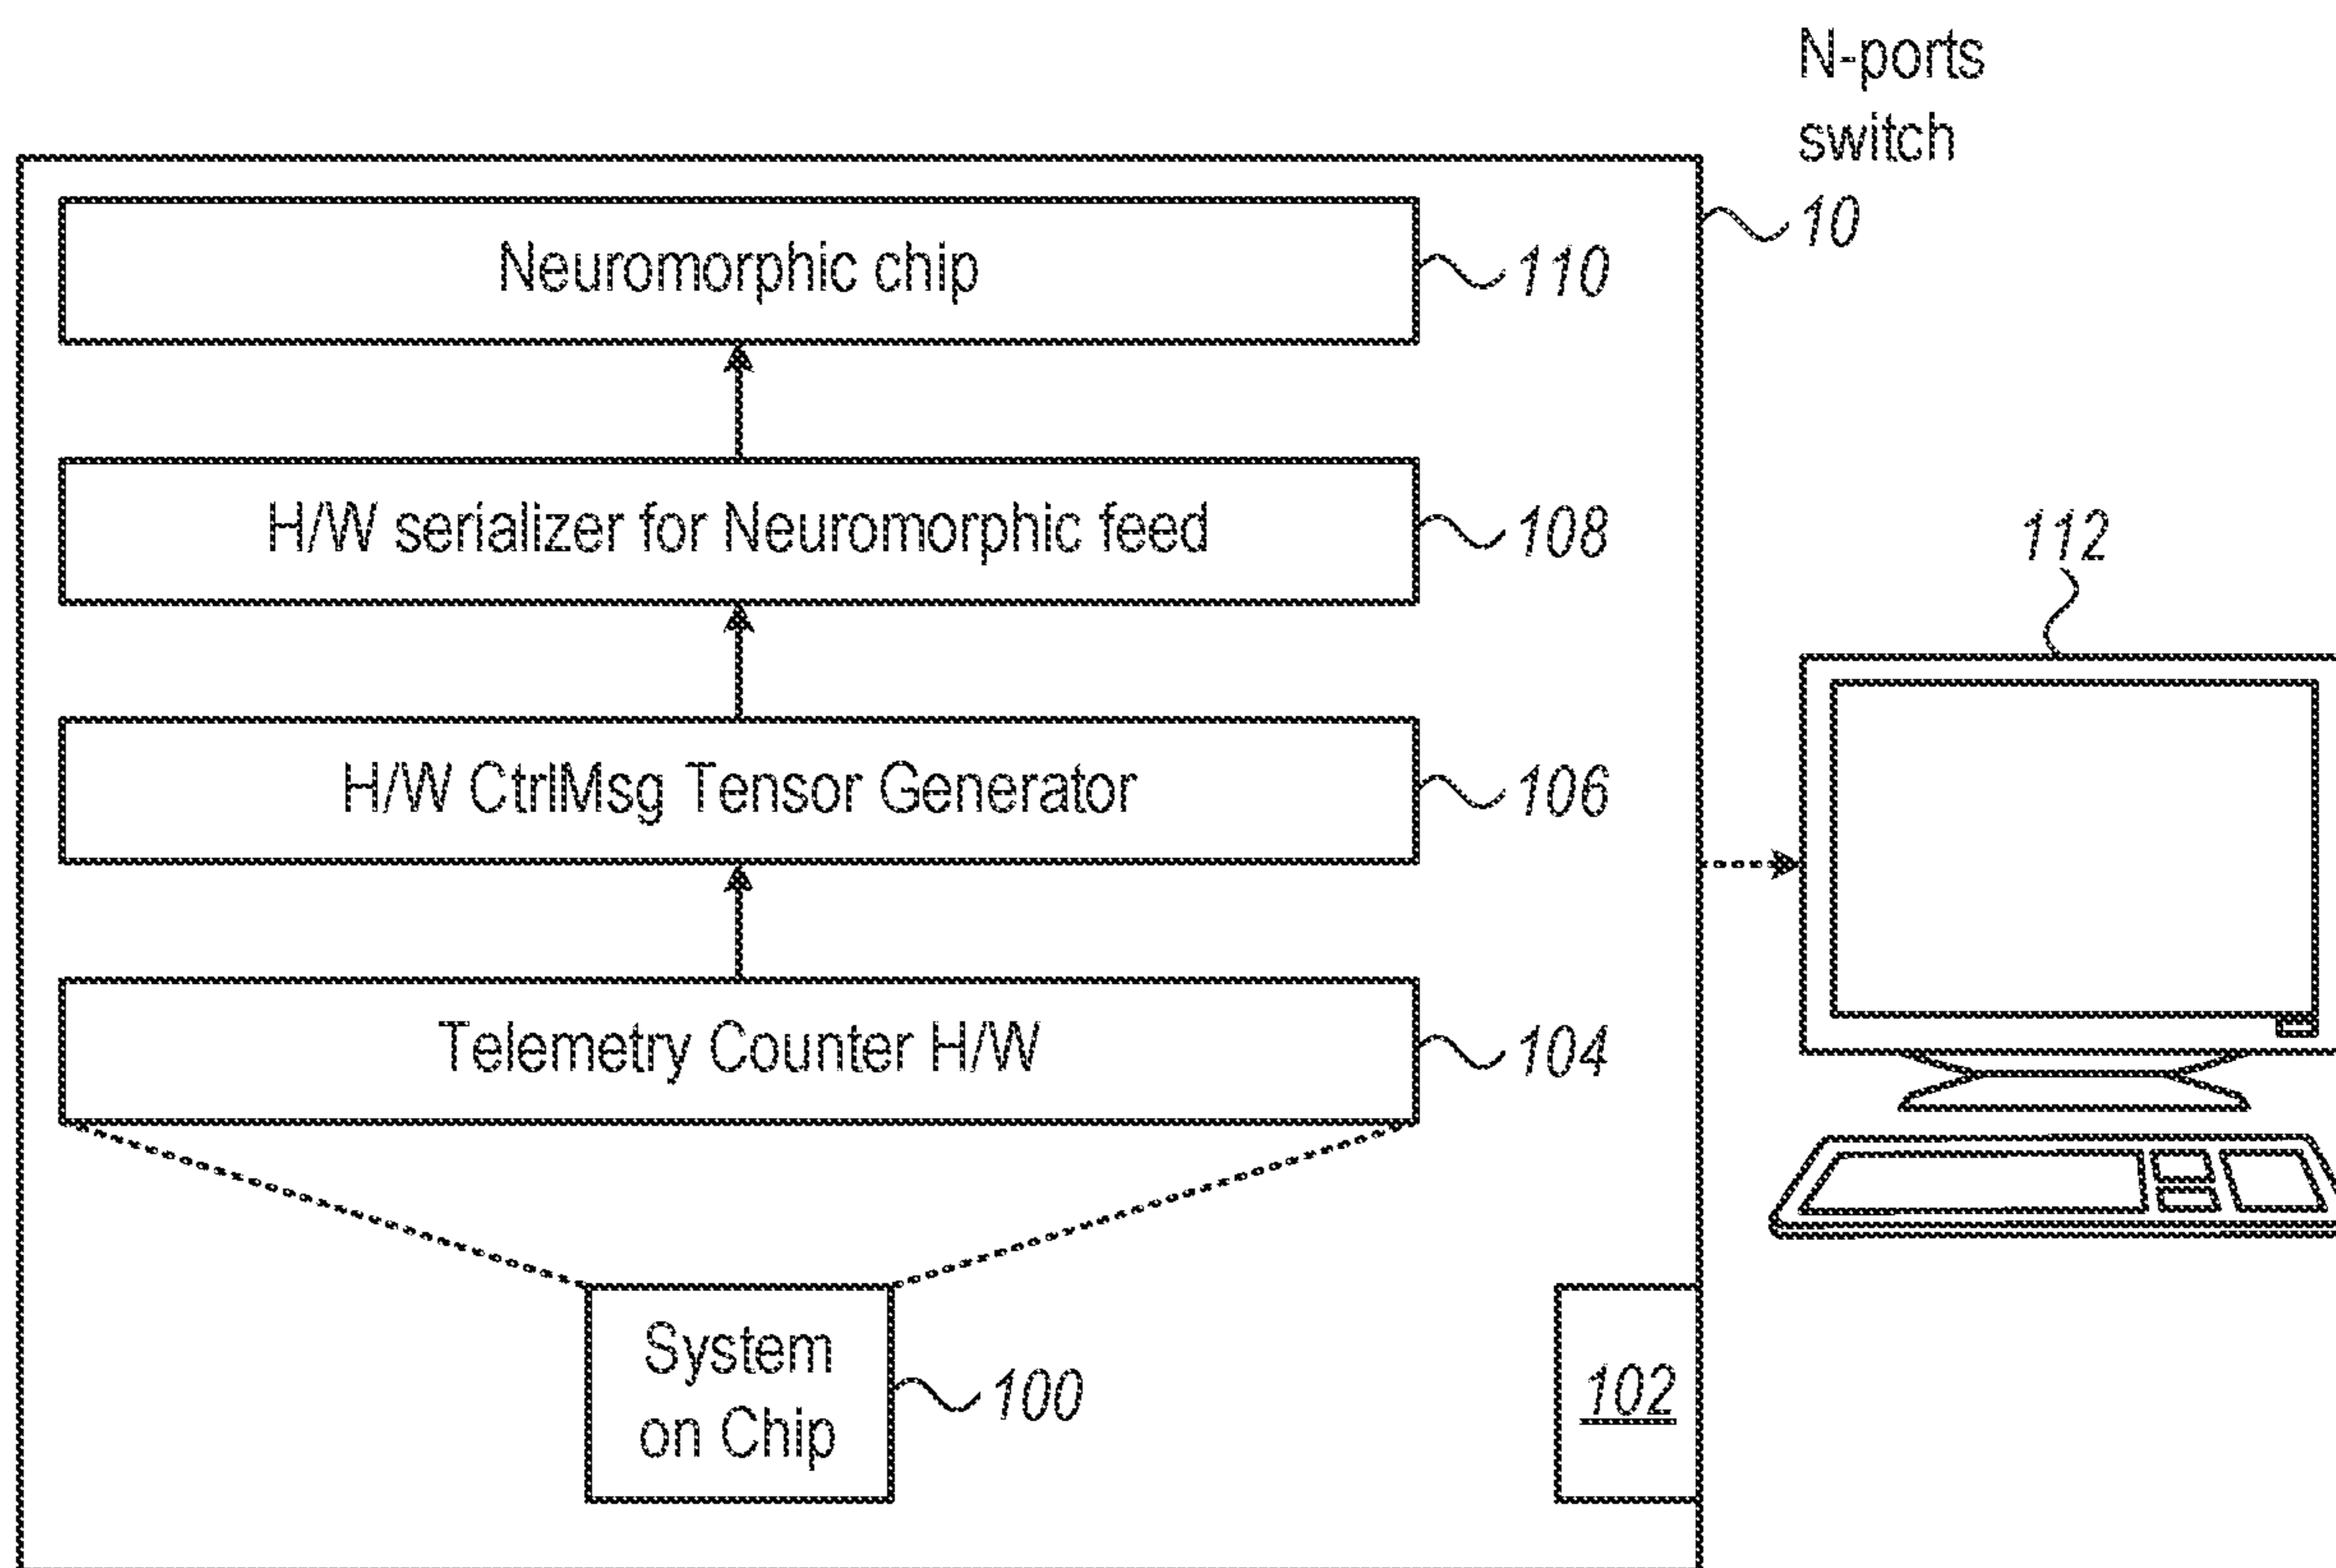 N-ports
switch
10
Neuromorphic chip
110
H/W serializer for Neuromorphic feed
108
112
H/W CtrlMsg Tensor Generator
106
Telemetry Counter H/W
104
System
on Chip
100
102